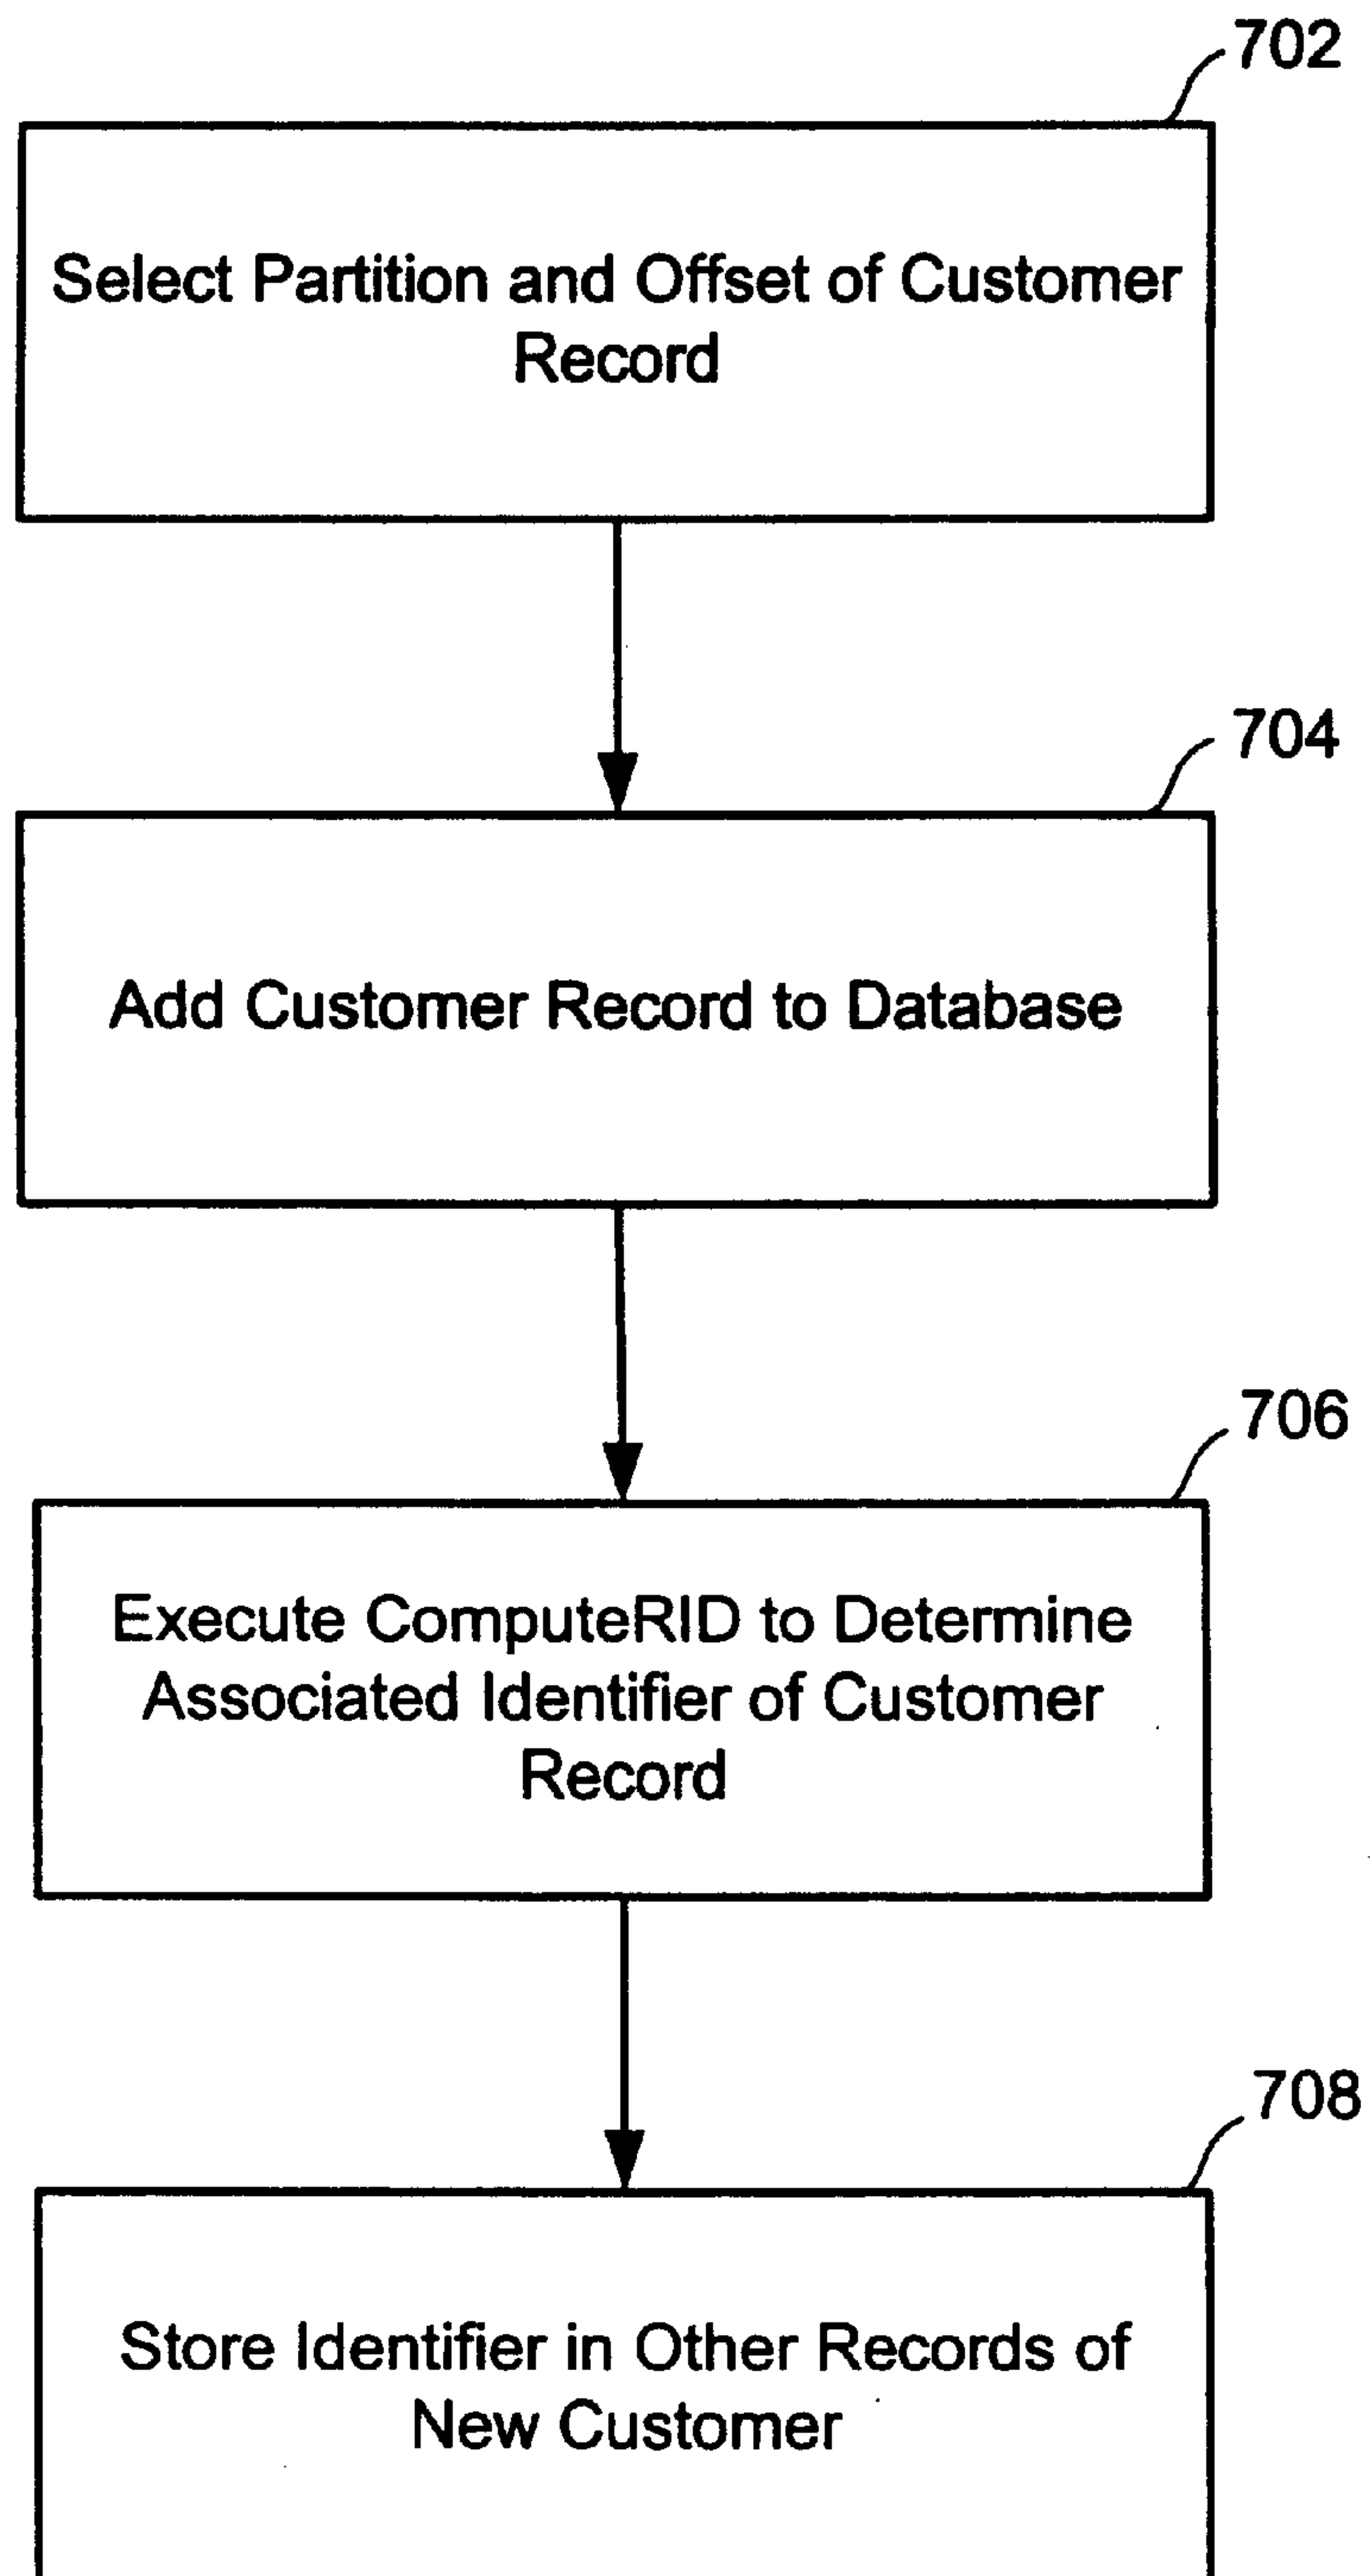 702
Select Partition and Offset of Customer
Record
704
Add Customer Record to Database
706
Execute ComputeRID to Determine
Associated Identifier of Customer
Record
708
Store Identifier in Other Records of
New Customer